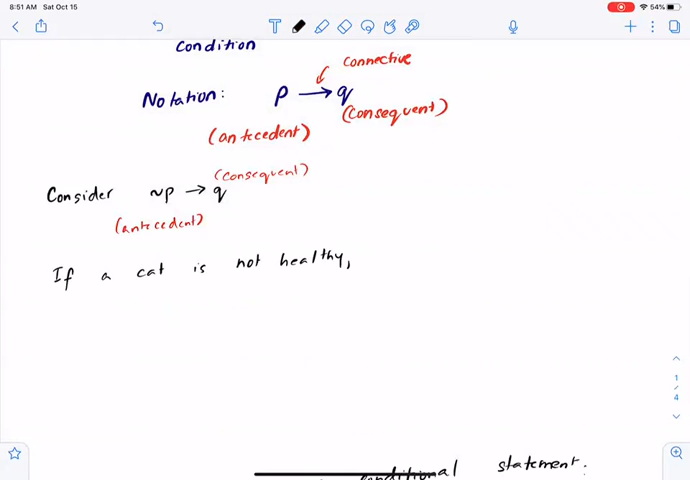 8:51 AM Sat Oct 15
54%
Condition
connective
Notation: p → q
(consequent)
(antecedent)
(consequent)
Consider ~p → q
(antecedent)
If a cat is not healthy,
1
4
conditional statement: